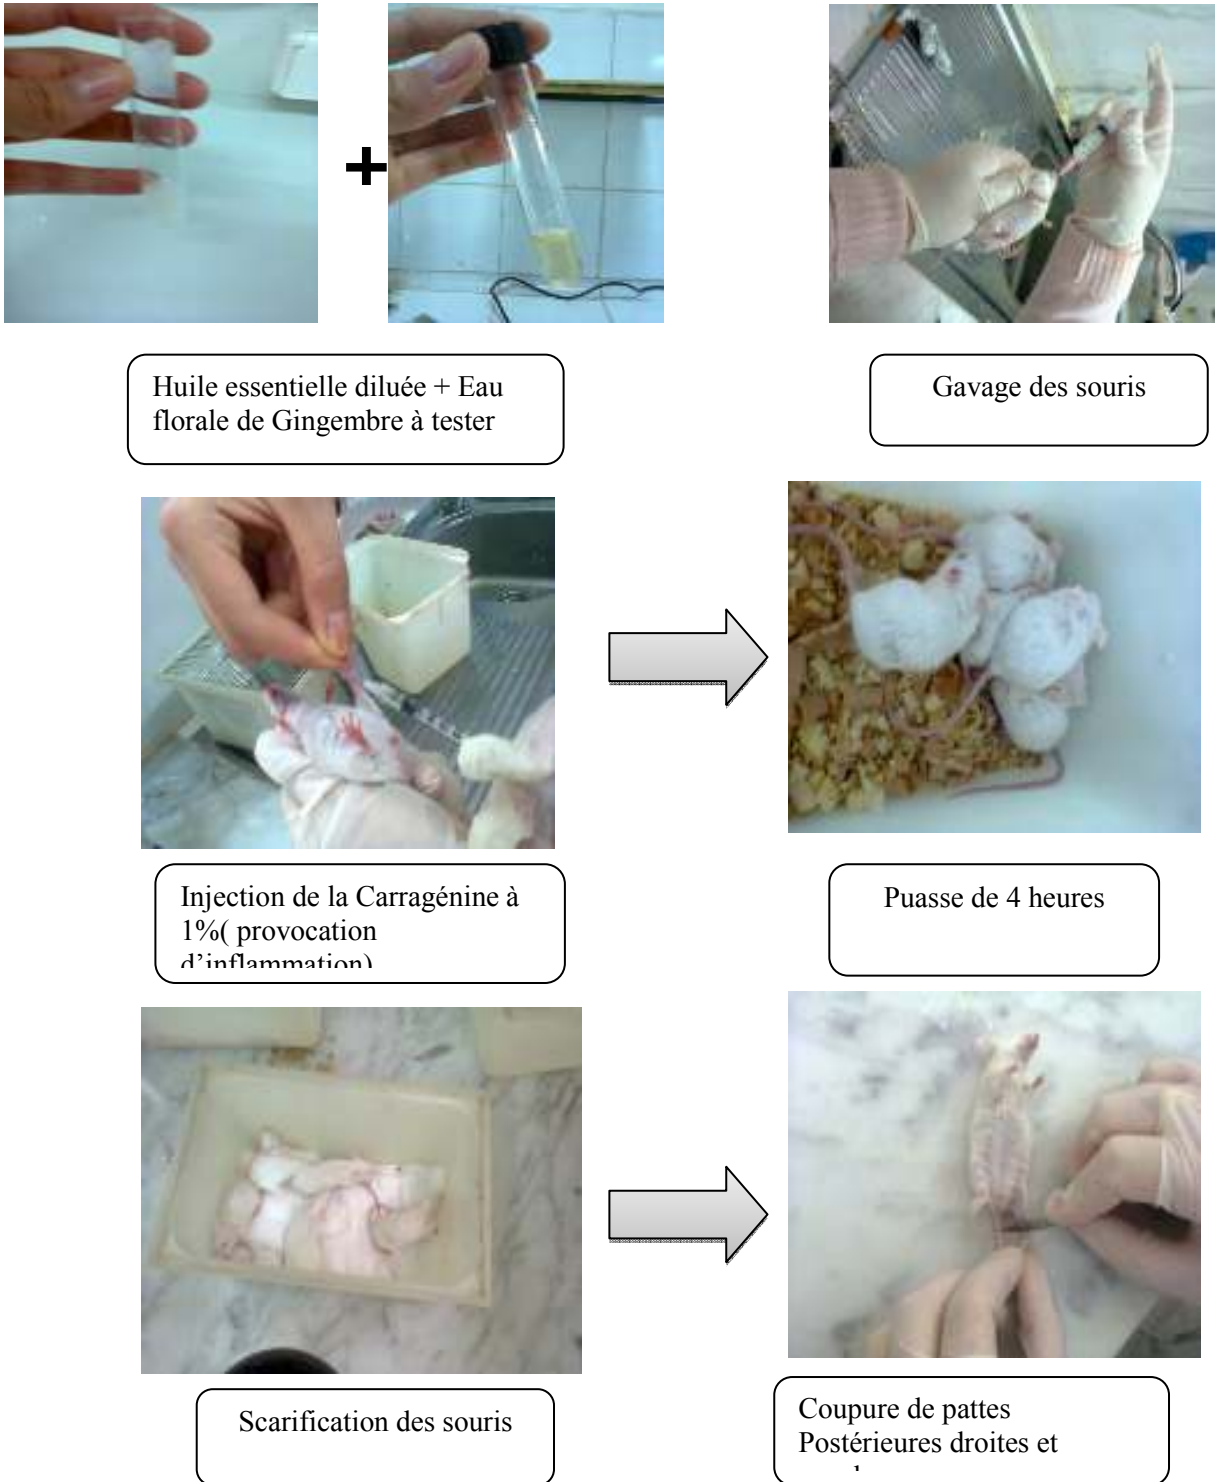 +
Huile essentielle diluée + Eau
florale de Gingembre à tester
Gavage des souris
Injection de la Carragénine à
1%( provocation
d’inflammation)
Puasse de 4 heures
Scarification des souris
Coupure de pattes
Postérieures droites et